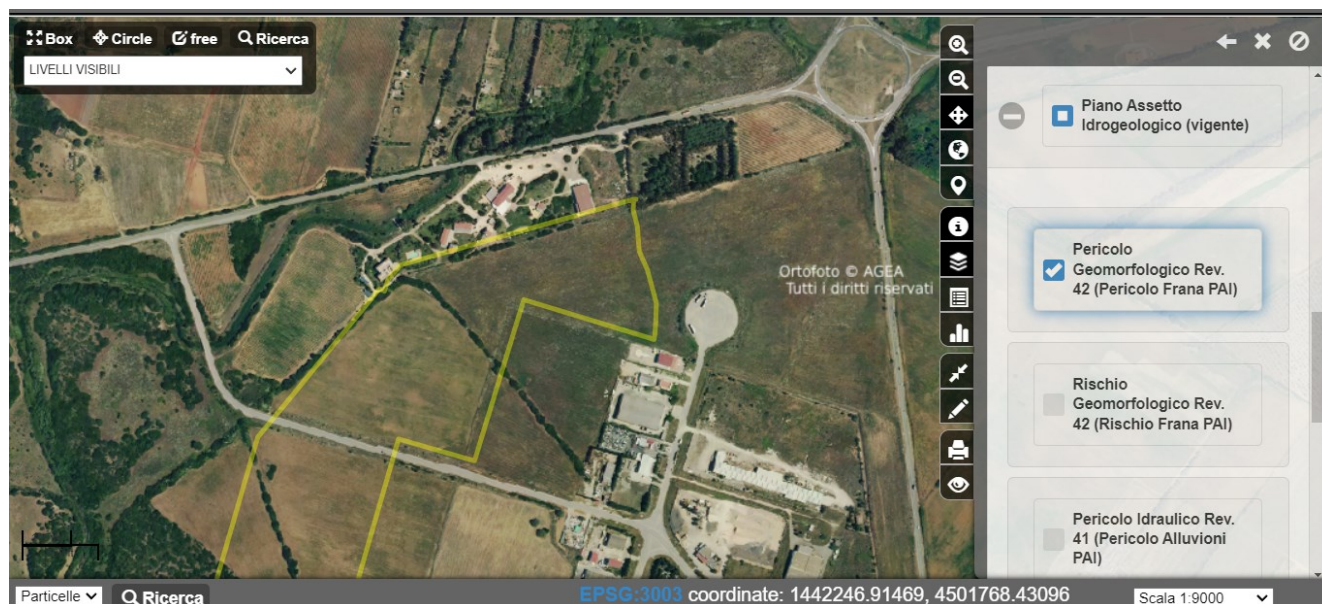 Box Circle free Ricerca
LIVELLI VISIBILI
Ortofoto © AGEA
Tutti i diritti riservati
Piano Assetto
Idrogeologico (vigente)
Pericolo
Geomorfologico Rev.
42 (Pericolo Frana PAI)
Rischio
Geomorfologico Rev.
42 (Rischio Frana PAI)
Pericolo Idraulico Rev.
41 (Pericolo Alluvioni
PAI)
Particelle Ricerca EPSG:3003 coordinate: 1442246.91469, 4501768.43096 Scala 1:9000